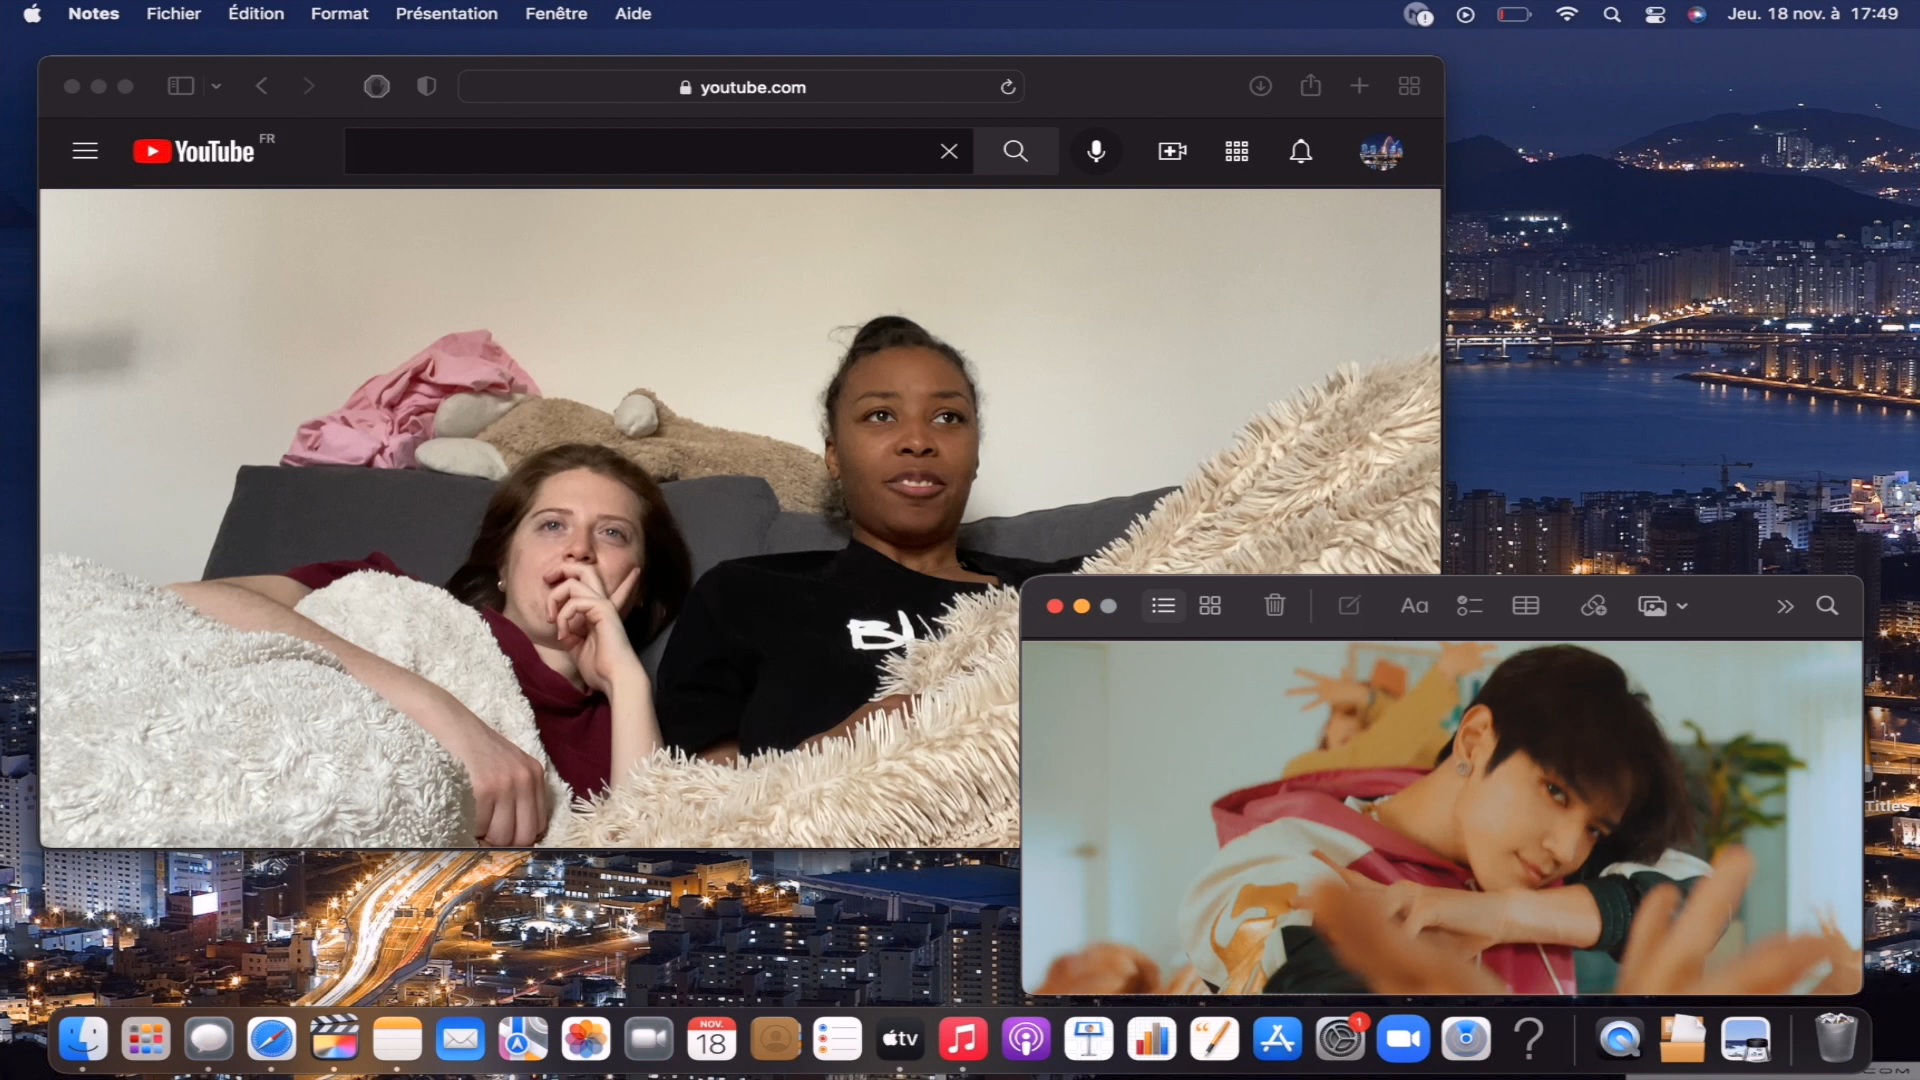 Notes Fichier Édition Format Présentation Fenêtre Aide
Jeu. 18 nov. à 17:49
youtube.com
YouTube FR
Aa
Titles
NOV.
18
tv
1